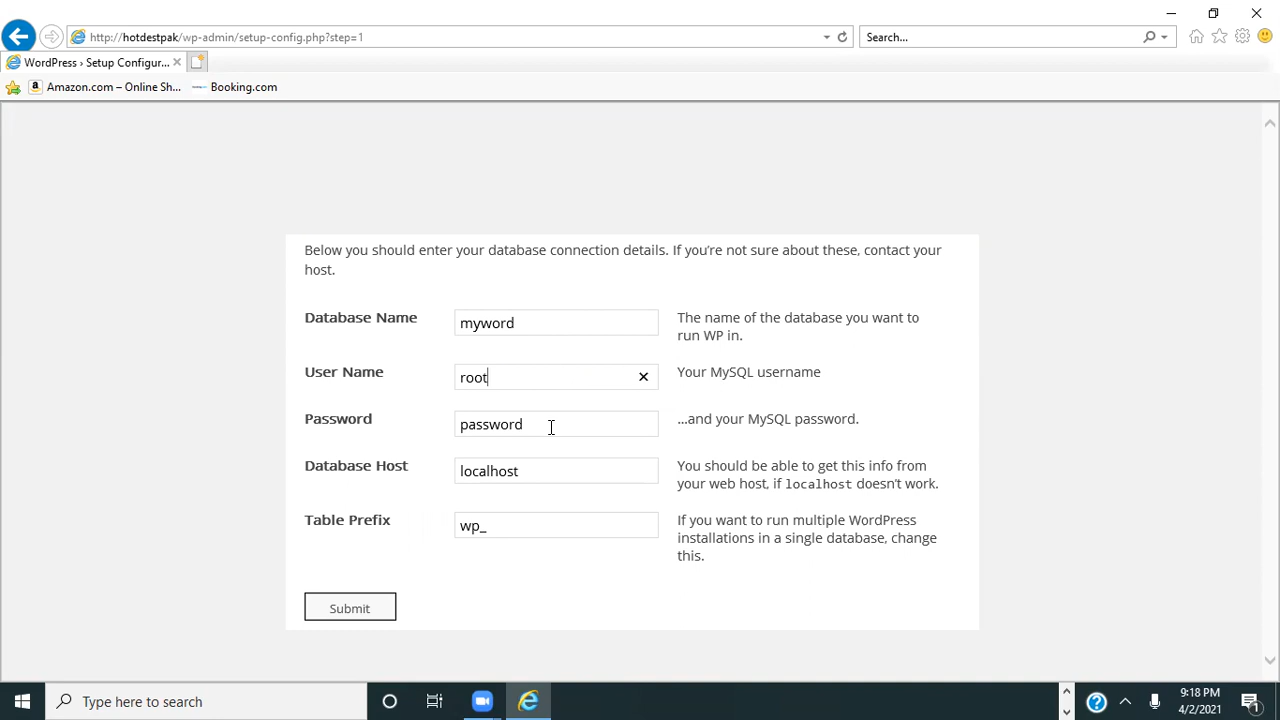 http://hotdestpak/wp-admin/setup-config.php?step=1
Search...
WordPress › Setup Configur...
Amazon.com – Online Sh...
Booking.com
Below you should enter your database connection details. If you're not sure about these, contact your
host.
Database Name
myword
The name of the database you want to
run WP in.
User Name
root
Your MySQL username
Password
password
...and your MySQL password.
Database Host
localhost
You should be able to get this info from
your web host, if localhost doesn't work.
Table Prefix
wp_
If you want to run multiple WordPress
installations in a single database, change
this.
Submit
Type here to search
9:18 PM
4/2/2021
1